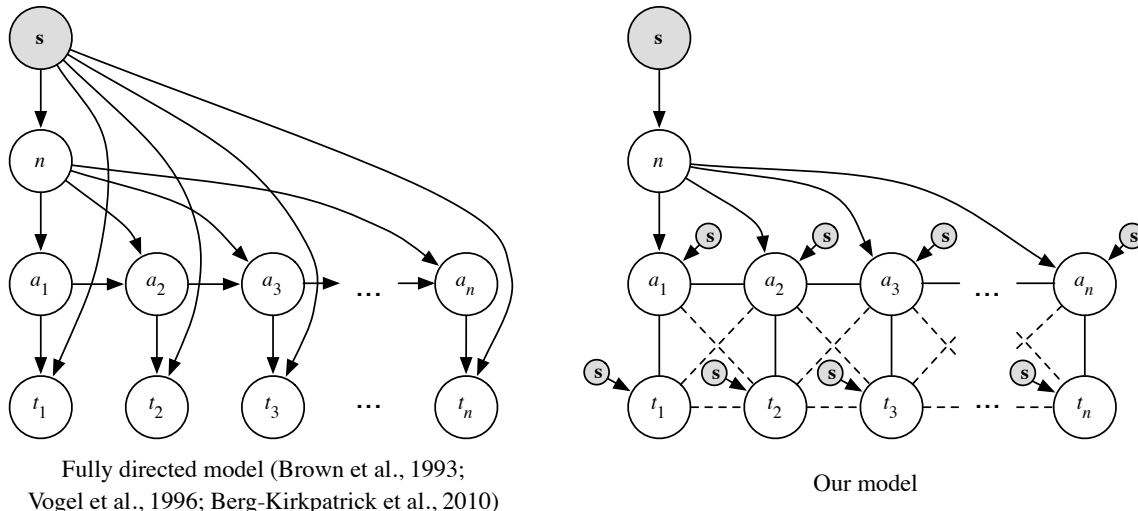 s
n
a1 a2 a3 ... an
t1 t2 t3 ... tn
Fully directed model (Brown et al., 1993;
Vogel et al., 1996; Berg-Kirkpatrick et al., 2010)
s
n
s s s s
a1 a2 a3 ... an
s s s s
t1 t2 t3 ... tn
Our model